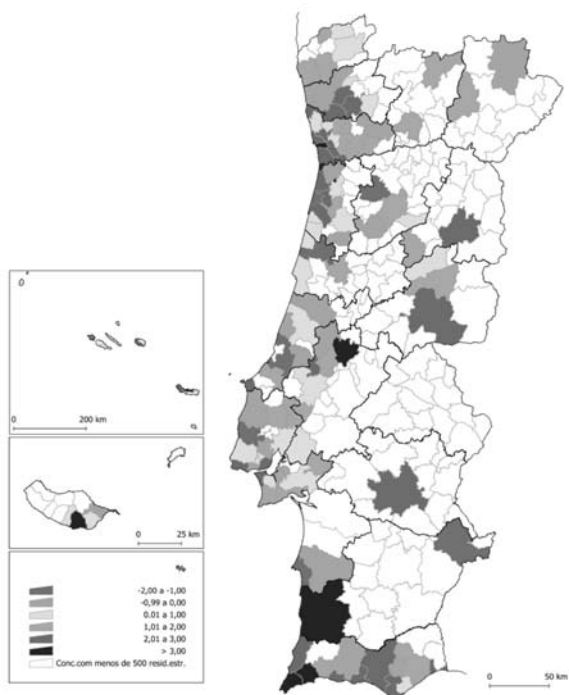 200 km
0
25 km
%
-2,00 a -1,00
-0,99 a 0,00
0.01 a 1,00
1,01 a 2,00
2,01 a 3,00
> 3,00
Conc.com menos de 500 resid.estr.
0
50 km